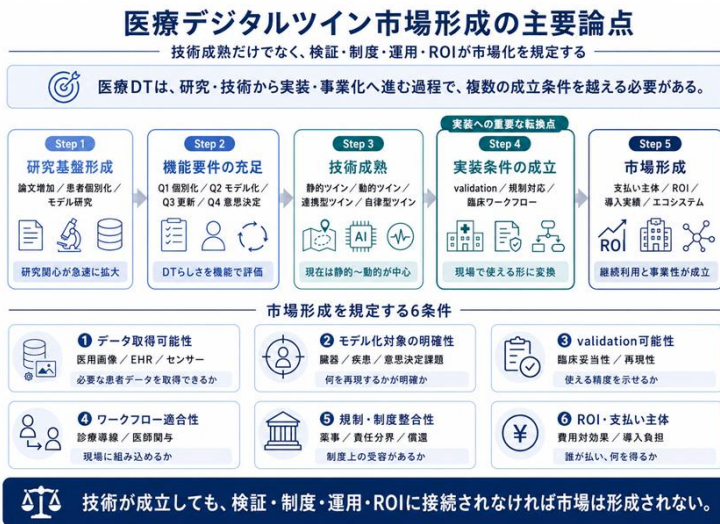 医療デジタルツイン市場形成の主要論点
技術成熟だけでなく、検証・制度・運用・ROIが市場化を規定する
医療DTは、研究・技術から実装・事業化へ進む過程で、複数の成立条件を越える必要がある。
Step 1
研究基盤形成
論文増加／患者個別化／
モデル研究
研究関心が急速に拡大
Step 2
機能要件の充足
Q1 個別化／Q2 モデル化／
Q3 更新／Q4 意思決定
DTらしさを機能で評価
Step 3
技術成熟
静的ツイン／動的ツイン／
連携型ツイン／自律型ツイン
AI
現在は静的〜動的が中心
実装への重要な転換点
Step 4
実装条件の成立
validation／規制対応／
臨床ワークフロー
現場で使える形に変換
Step 5
市場形成
支払い主体／ROI／
導入実績／エコシステム
ROI
継続利用と事業性が成立
市場形成を規定する6条件
1 データ取得可能性
医用画像／EHR／センサー
必要な患者データを取得できるか
2 モデル化対象の明確性
臓器／疾患／意思決定課題
何を再現するかが明確か
3 validation可能性
臨床妥当性／再現性
使える精度を示せるか
4 ワークフロー適合性
診療導線／医師関与
現場に組み込めるか
5 規制・制度整合性
薬事／責任分界／償還
制度上の受容があるか
6 ROI・支払い主体
費用対効果／導入負担
誰が払い、何を得るか
¥
技術が成立しても、検証・制度・運用・ROIに接続されなければ市場は形成されない。